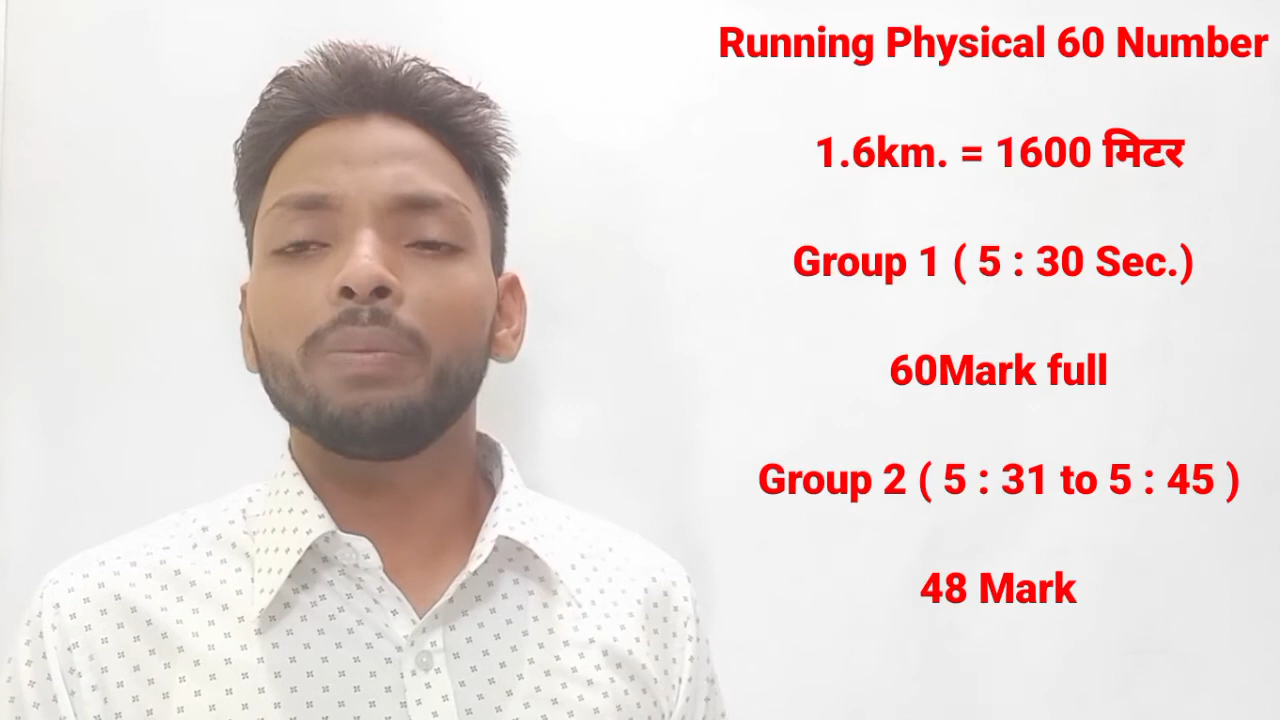 Running Physical 60 Number
1.6km. = 1600 मिटर
Group 1 ( 5 : 30 Sec.)
60Mark full
Group 2 ( 5 : 31 to 5 : 45 )
48 Mark